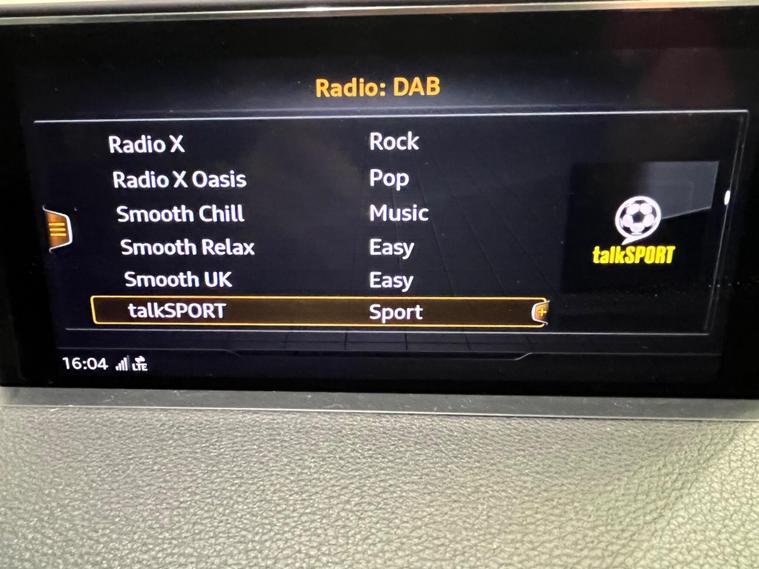 Radio: DAB
Radio X Rock
Radio X Oasis Pop
Smooth Chill Music
Smooth Relax Easy
Smooth UK Easy
talkSPORT Sport
talkSPORT
16:04 LTE